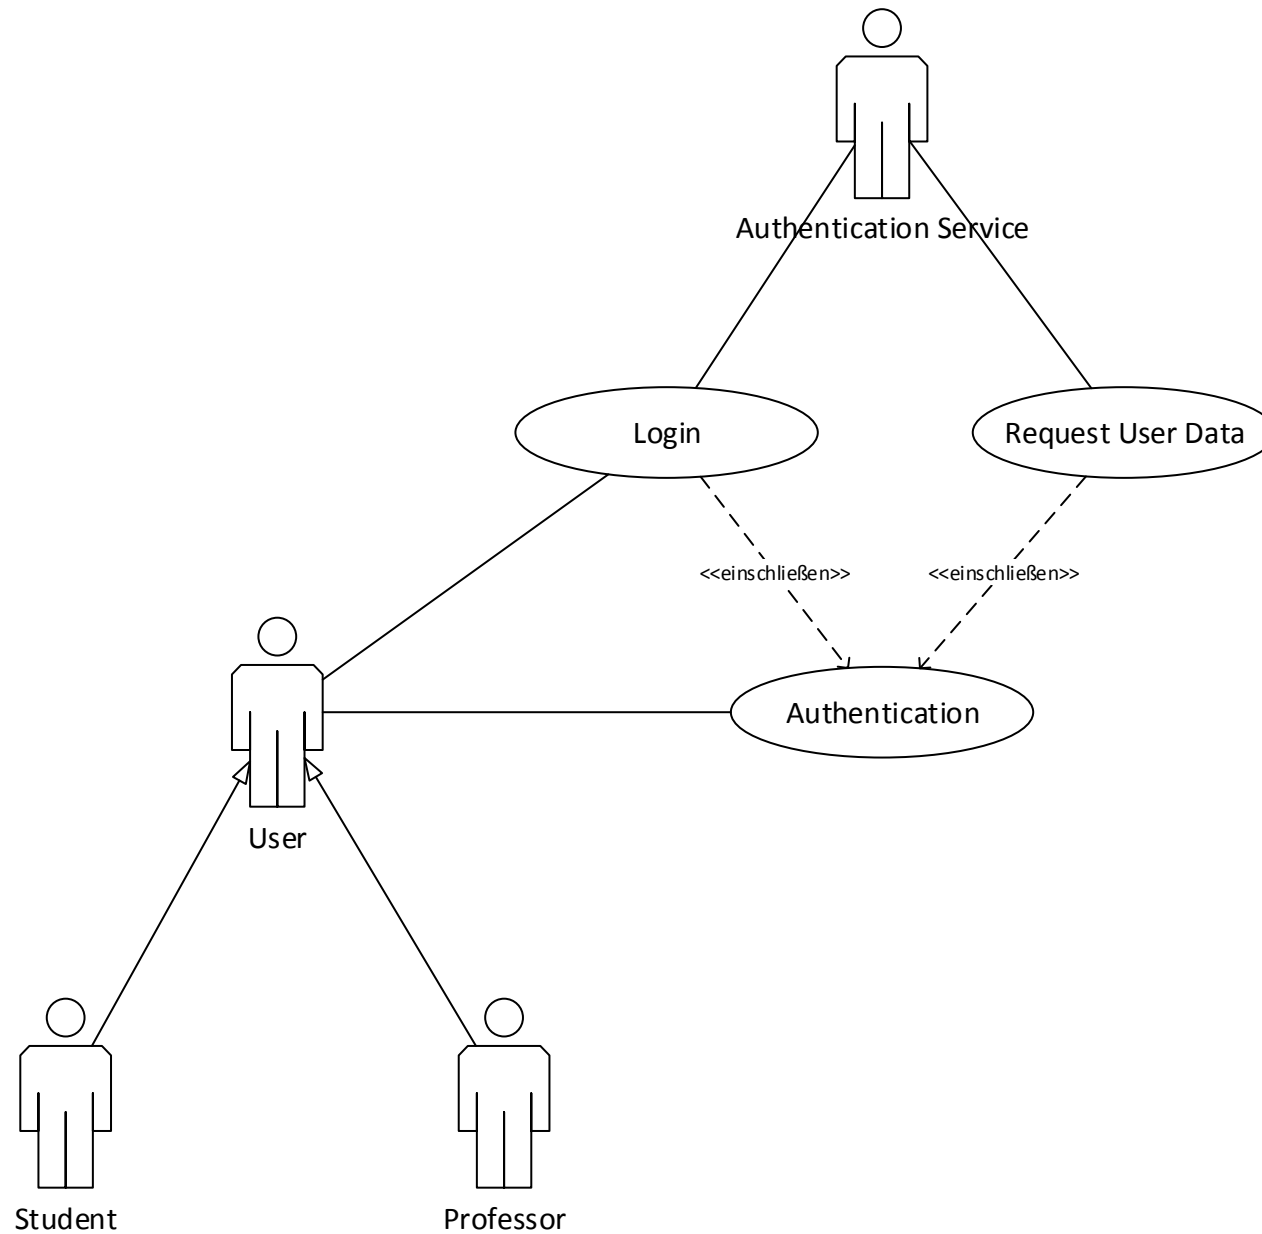 Authentication Service
Login
Request User Data
<<einschließen>>
<<einschließen>>
Authentication
User
Student
Professor